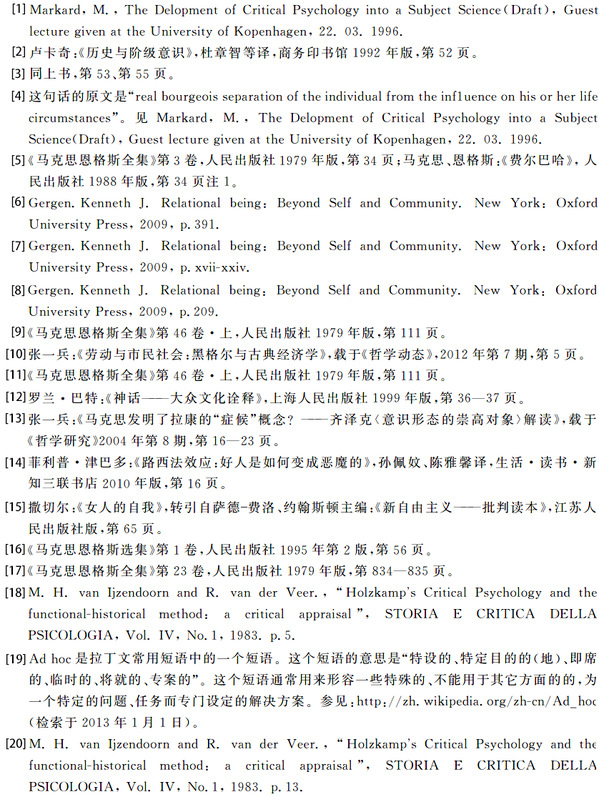 [1] Markard, M., The Delopment of Critical Psychology into a Subject Science(Draft), Guest
lecture given at the University of Kopenhagen, 22. 03. 1996.
[2] 卢卡奇:《历史与阶级意识》,杜章智等译,商务印书馆 1992 年版,第 52 页。
[3] 同上书,第 53、第 55 页。
[4] 这句话的原文是“real bourgeois separation of the individual from the influence on his or her life
circumstances”。见 Markard, M., The Delopment of Critical Psychology into a Subject
Science(Draft), Guest lecture given at the University of Kopenhagen, 22. 03. 1996.
[5]《马克思恩格斯全集》第 3 卷,人民出版社 1979 年版,第 34 页;马克思、恩格斯:《费尔巴哈》, 人
民出版社 1988 年版,第 34 页注 1。
[6] Gergen. Kenneth J. Relational being: Beyond Self and Community. New York: Oxford
University Press, 2009, p.391.
[7] Gergen. Kenneth J. Relational being: Beyond Self and Community. New York: Oxford
University Press, 2009, p. xvii-xxiv.
[8] Gergen. Kenneth J. Relational being: Beyond Self and Community. New York: Oxford
University Press, 2009, p.209.
[9]《马克思恩格斯全集》第 46 卷·上,人民出版社 1979 年版,第 111 页。
[10]张一兵:《劳动与市民社会:黑格尔与古典经济学》,载于《哲学动态》,2012 年第 7 期,第 5 页。
[11]《马克思恩格斯全集》第 46 卷·上,人民出版社 1979 年版,第 111 页。
[12]罗兰·巴特:《神话——大众文化诠释》,上海人民出版社 1999 年版,第 36—37 页。
[13]张一兵:《马克思发明了拉康的“症候”概念? ——齐泽克〈意识形态的崇高对象〉解读》,载于
《哲学研究》2004 年第 8 期,第 16—23 页。
[14]菲利普·津巴多:《路西法效应:好人是如何变成恶魔的》,孙佩妏、陈雅馨译,生活·读书·新
知三联书店 2010 年版,第 16 页。
[15]撒切尔:《女人的自我》,转引自萨德-费洛、约翰斯顿主编:《新自由主义——批判读本》,江苏人
民出版社版,第 65 页。
[16]《马克思恩格斯选集》第 1 卷,人民出版社 1995 年第 2 版,第 56 页。
[17]《马克思恩格斯全集》第 23 卷,人民出版社 1979 年版,第 834—835 页。
[18] M. H. van Ijzendoorn and R. van der Veer., “Holzkamp's Critical Psychology and the
functional-historical method: a critical appraisal”, STORIA E CRITICA DELLA
PSICOLOGIA, Vol. IV, No.1, 1983. p.5.
[19] Ad hoc 是拉丁文常用短语中的一个短语。这个短语的意思是“特设的、特定目的的(地)、即席
的、临时的、将就的、专案的”。这个短语通常用来形容一些特殊的、不能用于其它方面的的,为
一个特定的问题、任务而专门设定的解决方案。参见:http://zh.wikipedia.org/zh-cn/Ad_hoc
(检索于 2013 年 1 月 1 日)。
[20] M. H. van Ijzendoorn and R. van der Veer., “Holzkamp's Critical Psychology and the
functional-historical method: a critical appraisal”, STORIA E CRITICA DELLA
PSICOLOGIA, Vol. IV, No.1, 1983. p.13.